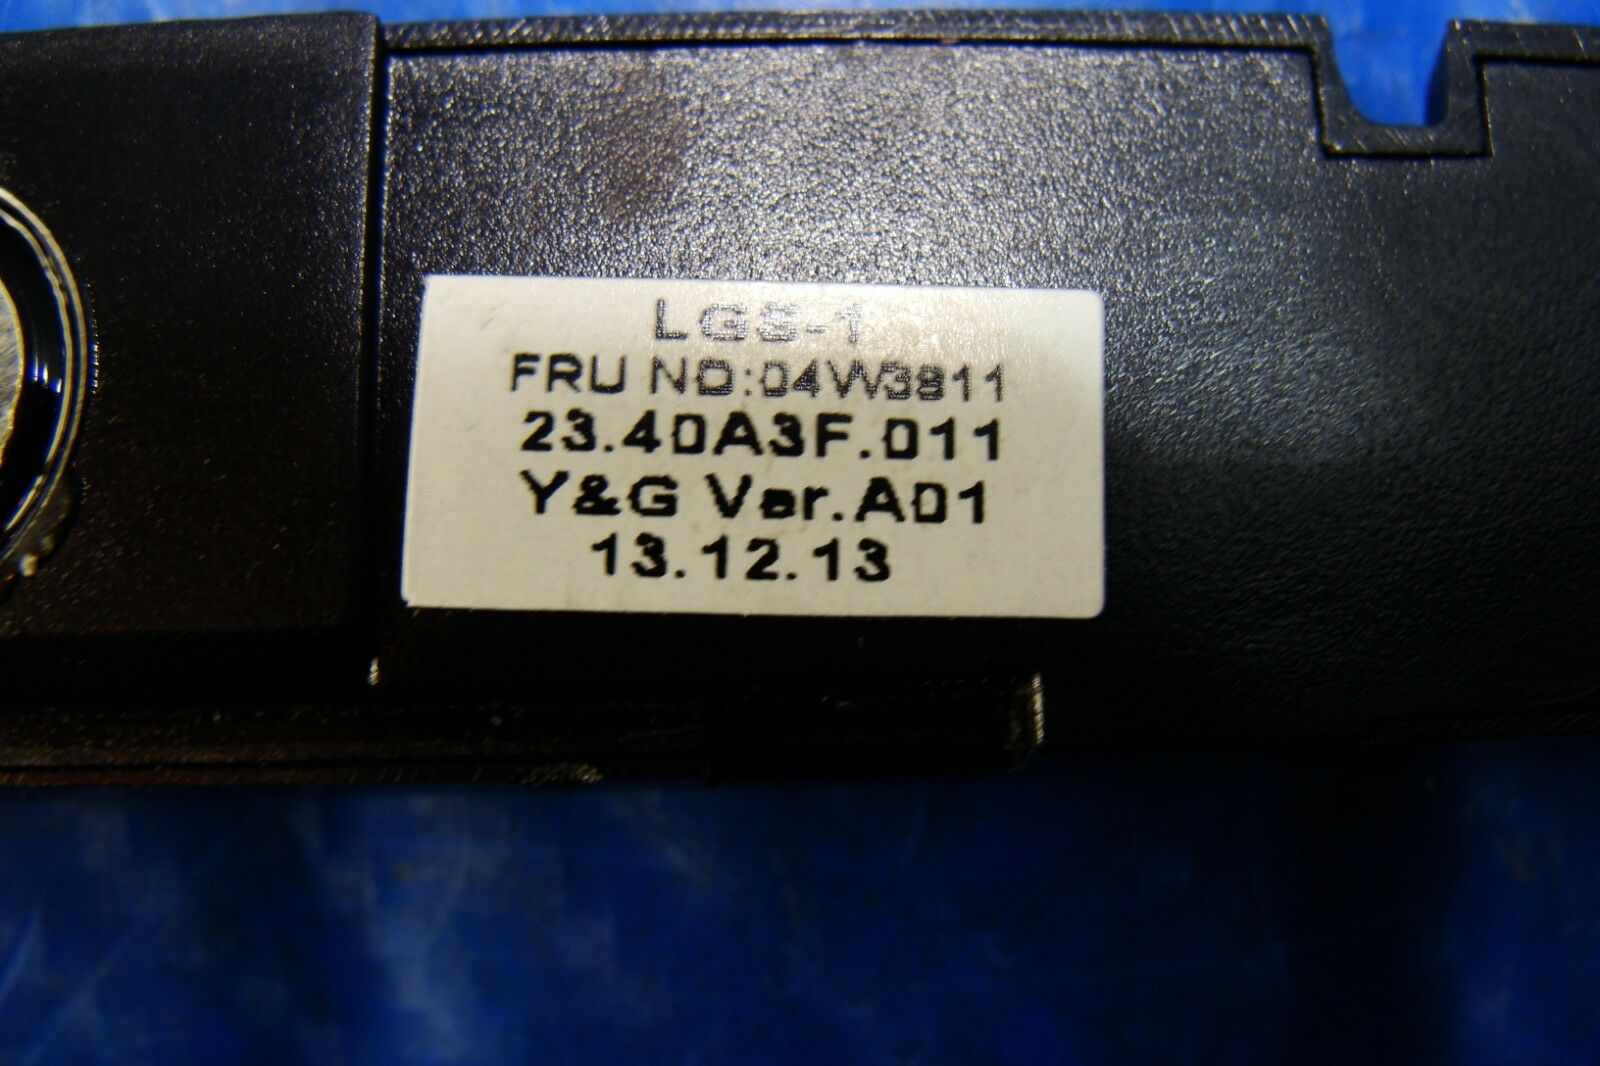 LGS-1
FRU NO:04W3811
23.40A3F.011
Y&G Ver.A01
13.12.13